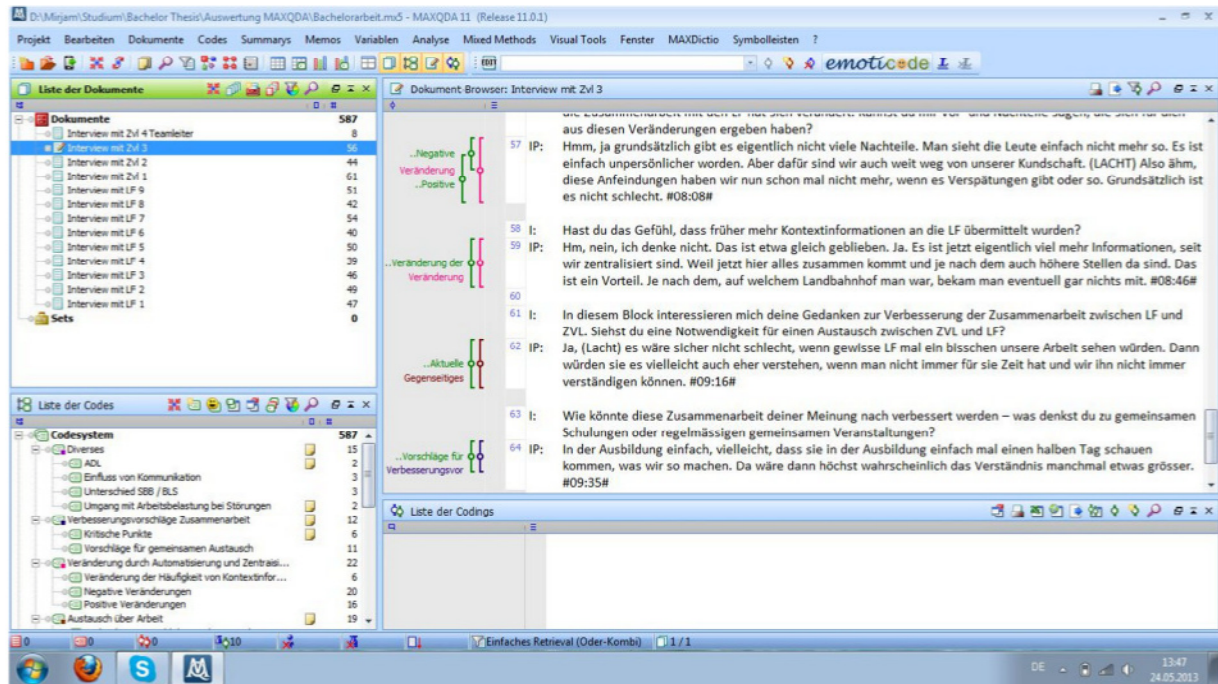 D:\Mirjam\Studium\Bachelor Thesis\Auswertung MAXQDA\Bachelorarbeit.mx5 - MAXQDA 11 (Release 11.0.1)
Projekt Bearbeiten Dokumente Codes Summarys Memos Variablen Analyse Mixed Methods Visual Tools Fenster MAXDictio Symbolleisten ?
emoticode
Liste der Dokumente
Dokumente 587
Interview mit Zvl 4 Teamleiter 8
Interview mit Zvl 3 56
Interview mit Zvl 2 44
Interview mit Zvl 1 61
Interview mit LF 9 51
Interview mit LF 8 42
Interview mit LF 7 54
Interview mit LF 6 40
Interview mit LF 5 50
Interview mit LF 4 39
Interview mit LF 3 46
Interview mit LF 2 49
Interview mit LF 1 47
Sets 0
Liste der Codes
Codesystem 587
Diverses 15
ADL 2
Einfluss von Kommunikation 3
Unterschied SBB / BLS 3
Umgang mit Arbeitsbelastung bei Störungen 2
Verbesserungsvorschläge Zusammenarbeit 12
Kritische Punkte 6
Vorschläge für gemeinsamen Austausch 11
Veränderung durch Automatisierung und Zentraisi... 22
Veränderung der Häufigkeit von Kontextinfor... 6
Negative Veränderungen 20
Positive Veränderungen 16
Austausch über Arbeit 19
Dokument-Browser: Interview mit Zvl 3
aus diesen Veränderungen ergeben haben?
..Negative
Veränderung
..Positive
57 IP: Hmm, ja grundsätzlich gibt es eigentlich nicht viele Nachteile. Man sieht die Leute einfach nicht mehr so. Es ist
einfach unpersönlicher worden. Aber dafür sind wir auch weit weg von unserer Kundschaft. (LACHT) Also ähm,
diese Anfeindungen haben wir nun schon mal nicht mehr, wenn es Verspätungen gibt oder so. Grundsätzlich ist
es nicht schlecht. #08:08#
58 I: Hast du das Gefühl, dass früher mehr Kontextinformationen an die LF übermittelt wurden?
..Veränderung der
Veränderung
59 IP: Hm, nein, ich denke nicht. Das ist etwa gleich geblieben. Ja. Es ist jetzt eigentlich viel mehr Informationen, seit
wir zentralisiert sind. Weil jetzt hier alles zusammen kommt und je nach dem auch höhere Stellen da sind. Das
ist ein Vorteil. Je nach dem, auf welchem Landbahnhof man war, bekam man eventuell gar nichts mit. #08:46#
60
61 I: In diesem Block interessieren mich deine Gedanken zur Verbesserung der Zusammenarbeit zwischen LF und
ZVL. Siehst du eine Notwendigkeit für einen Austausch zwischen ZVL und LF?
..Aktuelle
Gegenseitiges
62 IP: Ja, (Lacht) es wäre sicher nicht schlecht, wenn gewisse LF mal ein bisschen unsere Arbeit sehen würden. Dann
würden sie es vielleicht auch eher verstehen, wenn man nicht immer für sie Zeit hat und wir ihn nicht immer
verständigen können. #09:16#
63 I: Wie könnte diese Zusammenarbeit deiner Meinung nach verbessert werden – was denkst du zu gemeinsamen
Schulungen oder regelmässigen gemeinsamen Veranstaltungen?
..Vorschläge für
Verbesserungsvor
64 IP: In der Ausbildung einfach, vielleicht, dass sie in der Ausbildung einfach mal einen halben Tag schauen
kommen, was wir so machen. Da wäre dann höchst wahrscheinlich das Verständnis manchmal etwas grösser.
#09:35#
Liste der Codings
0 0 0 10 Einfaches Retrieval (Oder-Kombi) 1 / 1
DE 13:47
24.05.2013